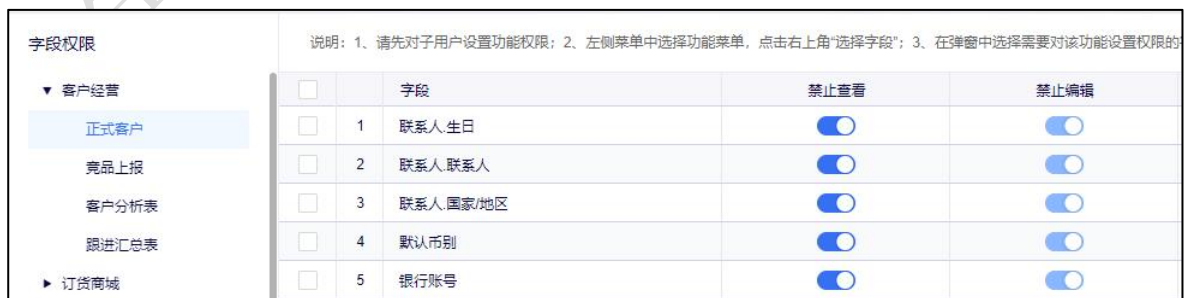 字段权限
说明：1、请先对子用户设置功能权限；2、左侧菜单中选择功能菜单，点击右上角“选择字段”；3、在弹窗中选择需要对该功能设置权限的
▼ 客户经营
正式客户
竞品上报
客户分析表
跟进汇总表
▶ 订货商城
字段 禁止查看 禁止编辑
1 联系人.生日
2 联系人.联系人
3 联系人.国家/地区
4 默认币别
5 银行账号